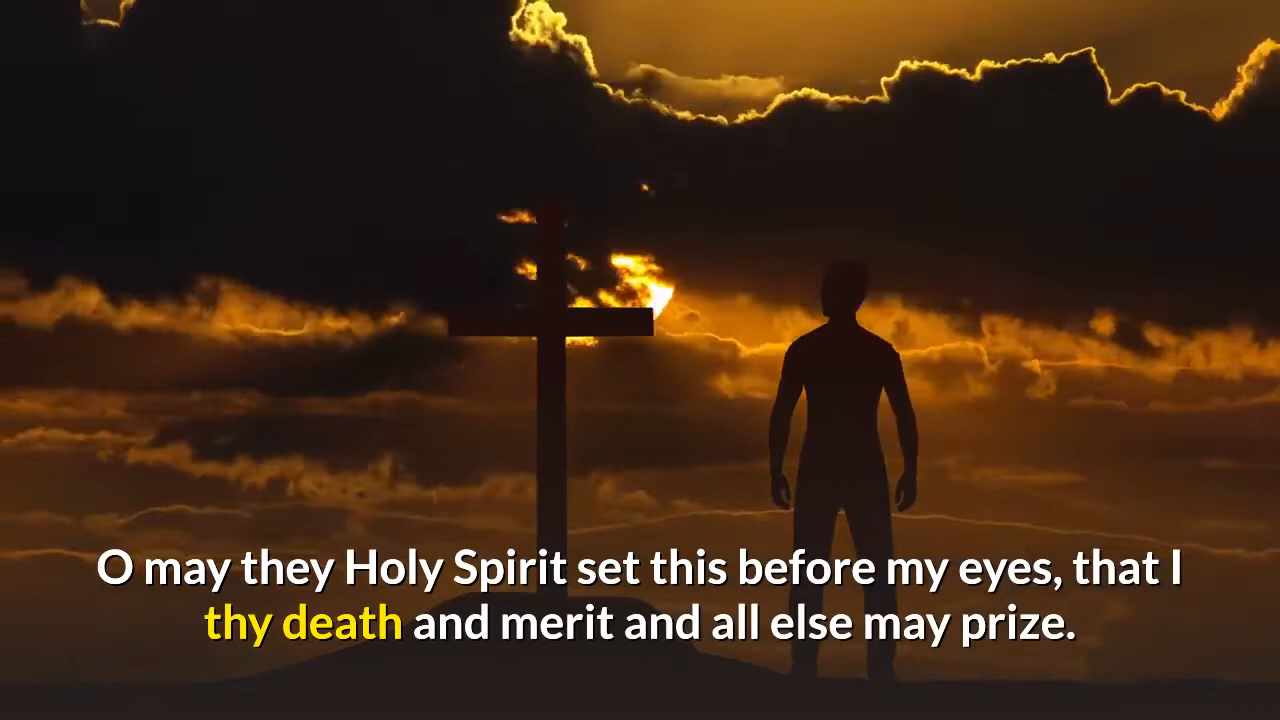 O may they Holy Spirit set this before my eyes, that I
thy death and merit and all else may prize.